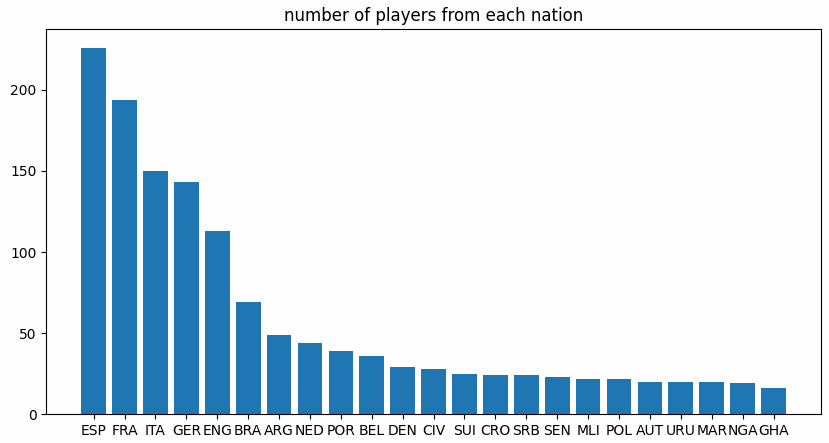 number of players from each nation
200
150
100
50
0
ESP FRA ITA GER ENG BRA ARG NED POR BEL DEN CIV SUI CRO SRB SEN MLI POL AUT URU MAR NGA GHA